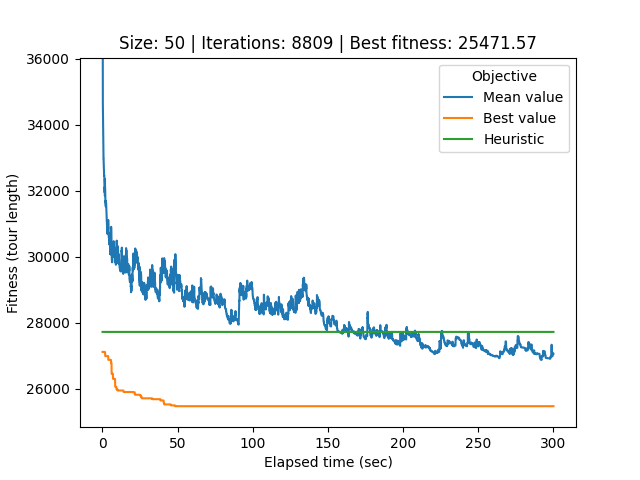 Size: 50 | Iterations: 8809 | Best fitness: 25471.57
Objective
Mean value
Best value
Heuristic
Fitness (tour length)
36000
34000
32000
30000
28000
26000
0 50 100 150 200 250 300
Elapsed time (sec)